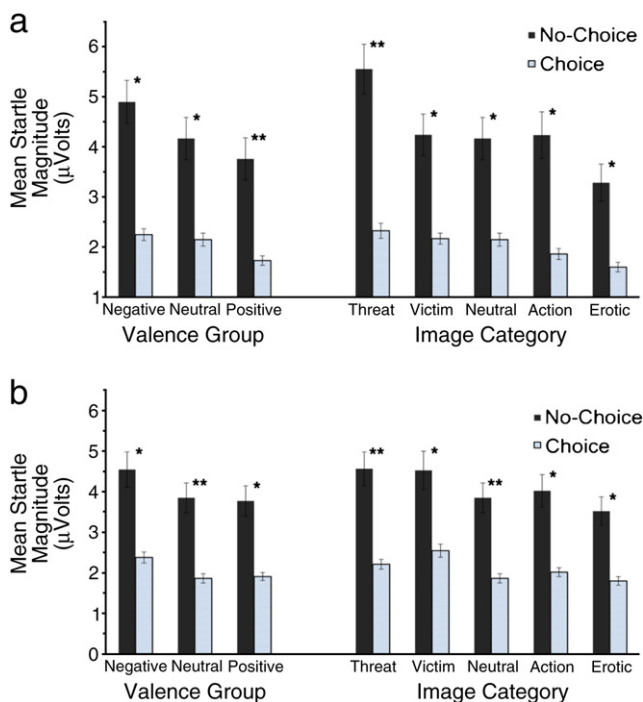 a
Mean Startle
Magnitude
(µVolts)
6
5
4
3
2
1
No-Choice
Choice
* * ** ** * * * *
Negative Neutral Positive Threat Victim Neutral Action Erotic
Valence Group Image Category
b
Mean Startle
Magnitude
(µVolts)
6
5
4
3
2
1
0
No-Choice
Choice
* ** * ** * ** * *
Negative Neutral Positive Threat Victim Neutral Action Erotic
Valence Group Image Category